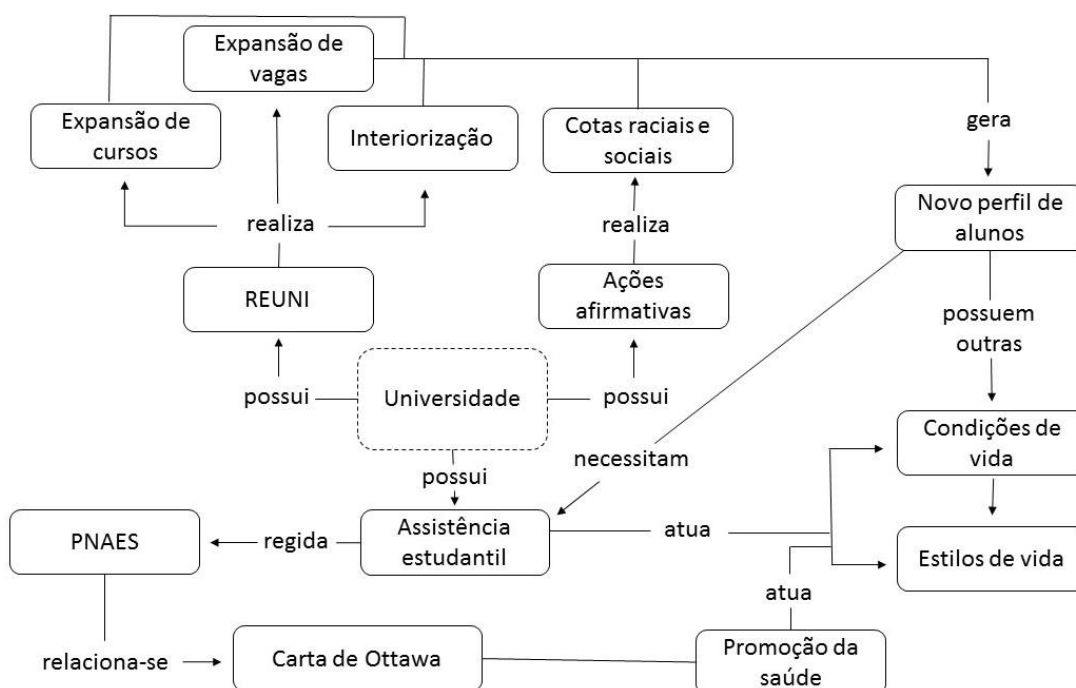 Expansão de
vagas
Expansão de
cursos
Interiorização
Cotas raciais e
sociais
gera
realiza
realiza
Novo perfil de
alunos
REUNI
Ações
afirmativas
possuem
outras
possui
Universidade
possui
possui
necessitam
Condições de
vida
PNAES
regida
Assistência
estudantil
atua
Estilos de vida
atua
relaciona-se
Carta de Ottawa
Promoção da
saúde